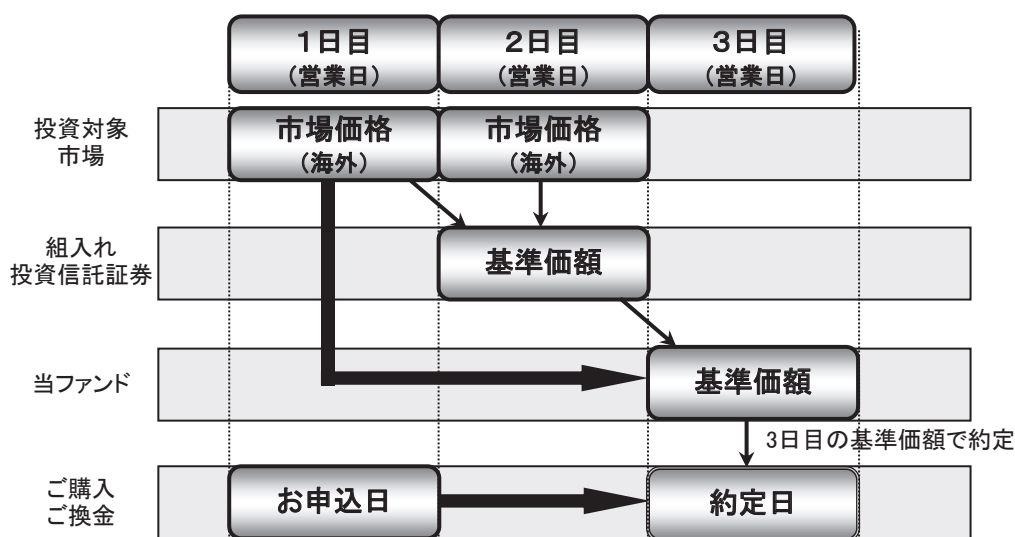 1日目
（営業日）
2日目
（営業日）
3日目
（営業日）
投資対象
市場
市場価格
（海外）
市場価格
（海外）
組入れ
投資信託証券
基準価額
当ファンド
基準価額
3日目の基準価額で約定
ご購入
ご換金
お申込日
約定日